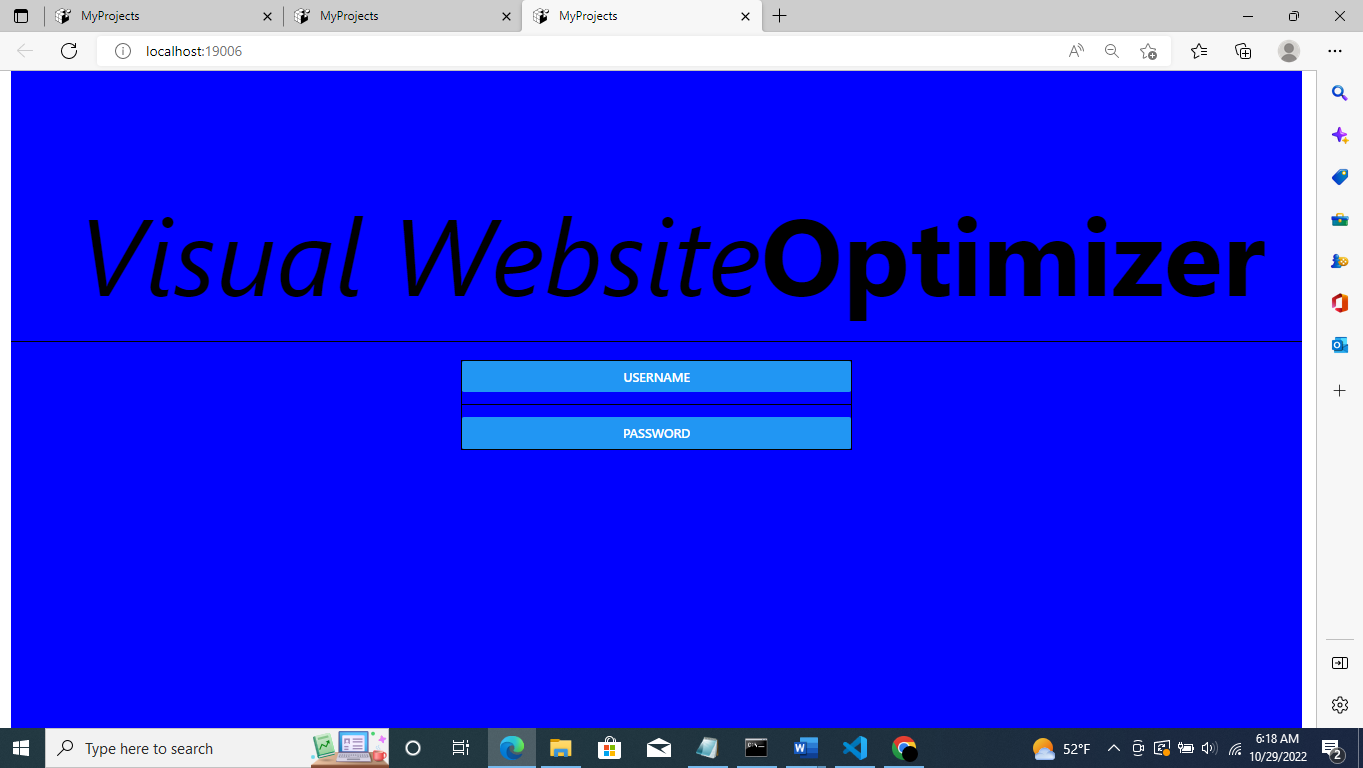 MyProjects
MyProjects
MyProjects
localhost:19006
Visual WebsiteOptimizer
USERNAME
PASSWORD
Type here to search
52°F
6:18 AM
10/29/2022
2